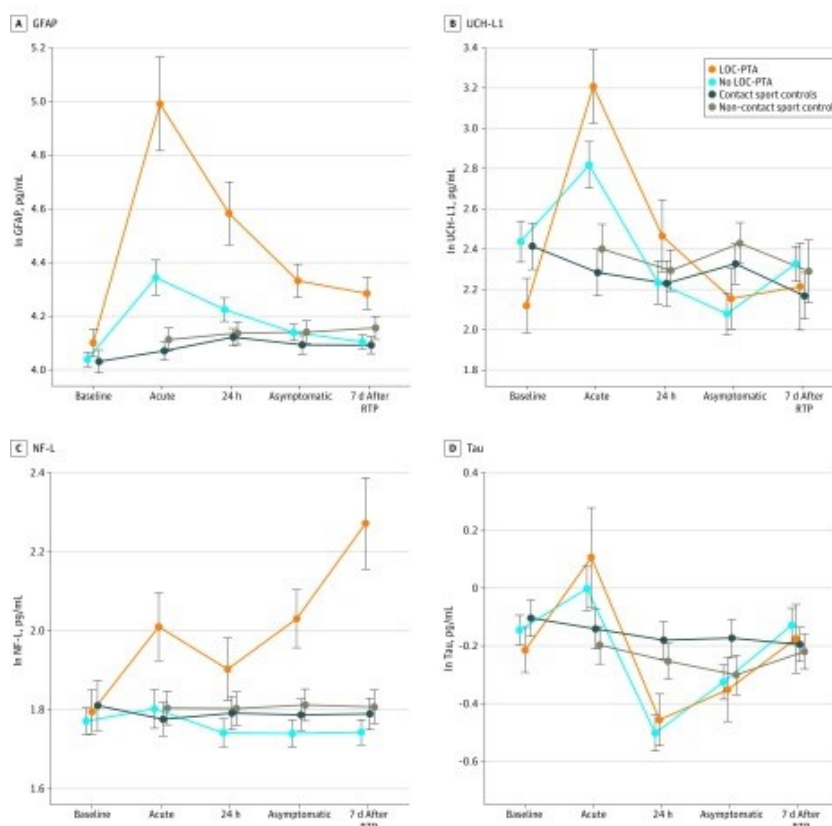 A GFAP
5.2
5.0
4.8
4.6
4.4
4.2
4.0
ln GFAP, pg/mL
Baseline
Acute
24 h
Asymptomatic
7 d After
RTP
B UCH-L1
3.4
3.2
3.0
2.8
2.6
2.4
2.2
2.0
1.8
ln UCH-L1, pg/mL
LOC-PTA
No LOC-PTA
Contact sport controls
Non-contact sport control
Baseline
Acute
24 h
Asymptomatic
7 d After
RTP
C NF-L
2.4
2.2
2.0
1.8
1.6
ln NF-L, pg/mL
Baseline
Acute
24 h
Asymptomatic
7 d After
RTP
D Tau
0.4
0.2
0
-0.2
-0.4
-0.6
ln Tau, pg/mL
Baseline
Acute
24 h
Asymptomatic
7 d After
RTP